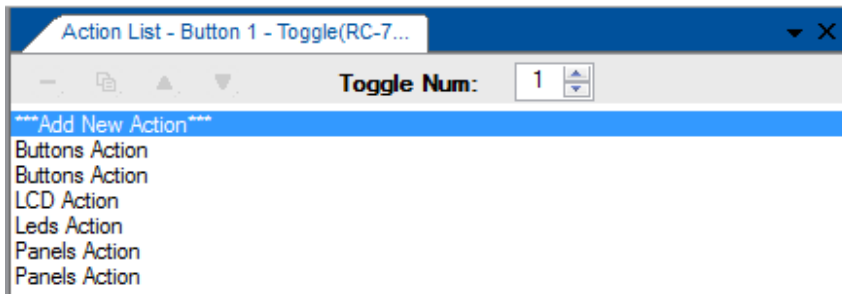 Action List - Button 1 - Toggle(RC-7...
Toggle Num: 1
***Add New Action***
Buttons Action
Buttons Action
LCD Action
Leds Action
Panels Action
Panels Action